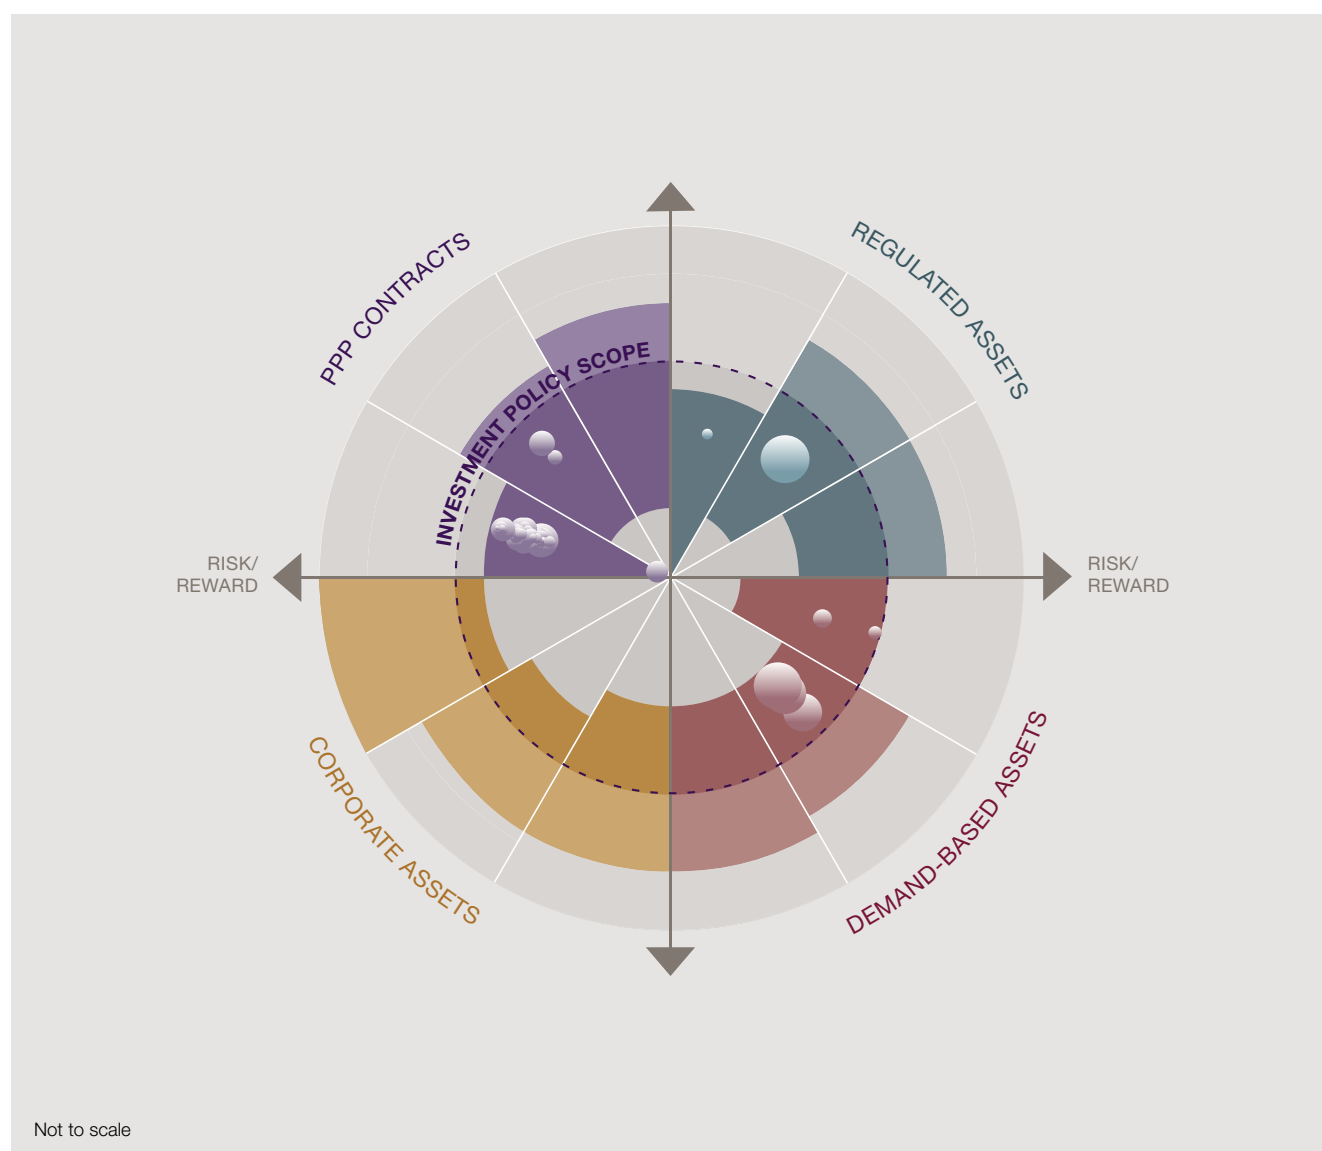 PPP CONTRACTS
REGULATED ASSETS
INVESTMENT POLICY SCOPE
RISK/
REWARD
RISK/
REWARD
CORPORATE ASSETS
DEMAND-BASED ASSETS
Not to scale